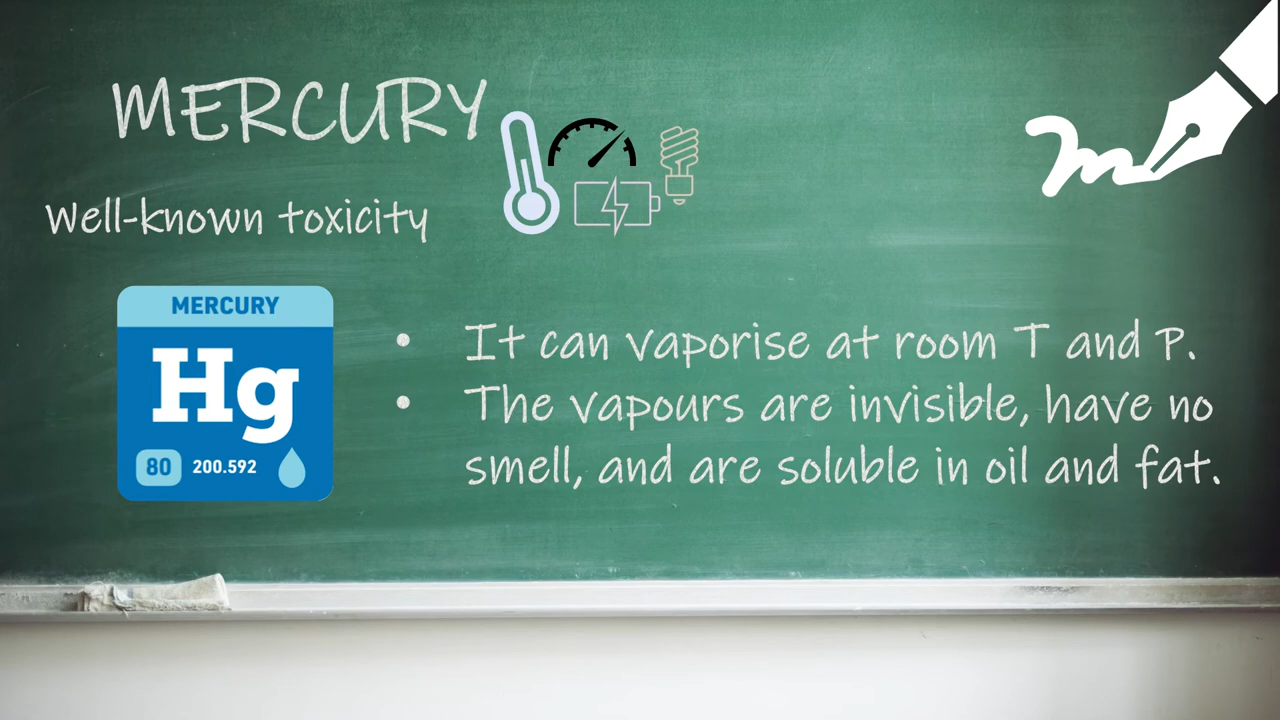 MERCURY
Well-known toxicity
MERCURY
Hg
80 200.592
• It can vaporise at room T and P.
• The vapours are invisible, have no
smell, and are soluble in oil and fat.